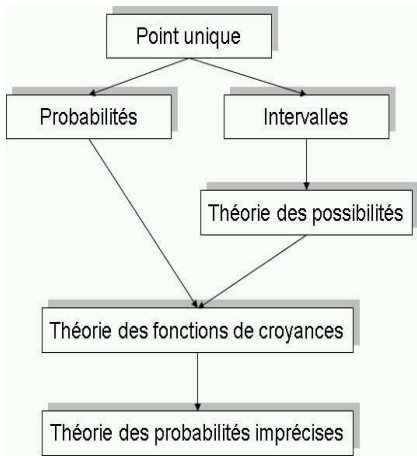 Point unique
Probabilités
Intervalles
Théorie des possibilités
Théorie des fonctions de croyances
Théorie des probabilités imprécises